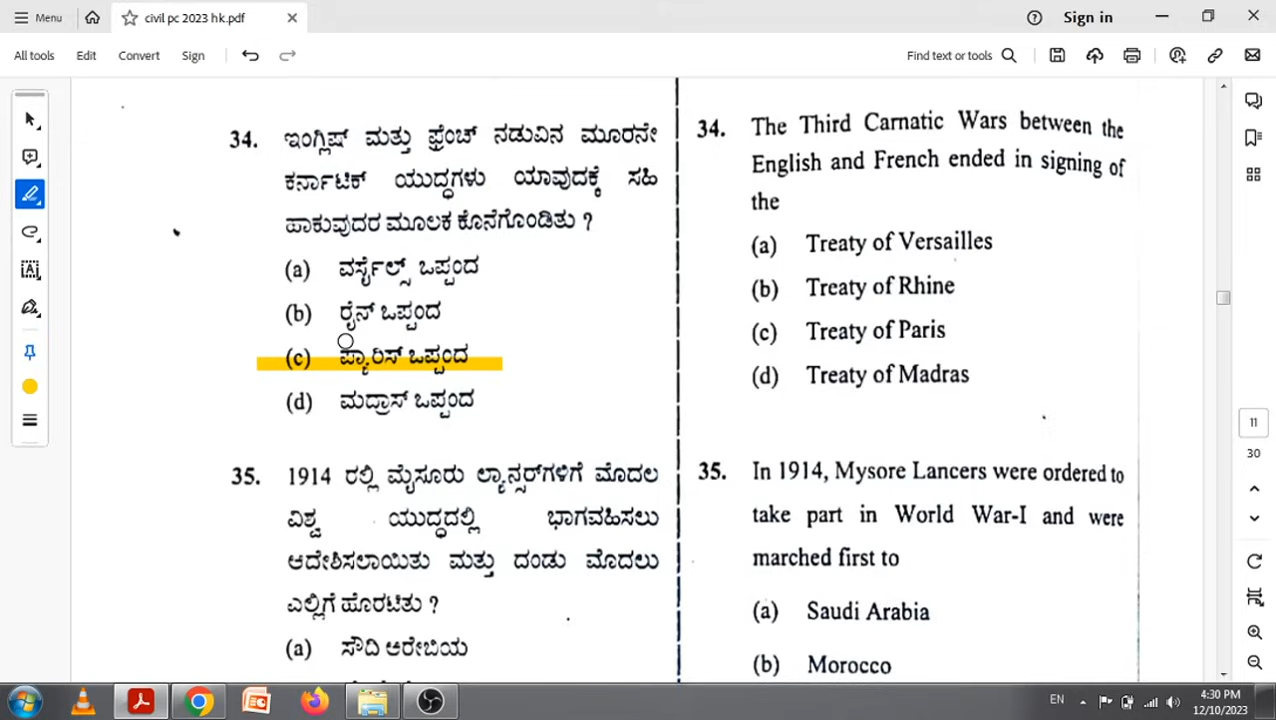 Menu
civil pc 2023 hk.pdf
Sign in
All tools
Edit
Convert
Sign
Find text or tools
34. ಇಂಗ್ಲಿಷ್ ಮತ್ತು ಫ್ರೆಂಚ್ ನಡುವಿನ ಮೂರನೇ
ಕರ್ನಾಟಿಕ್ ಯುದ್ಧಗಳು ಯಾವುದಕ್ಕೆ ಸಹಿ
ಹಾಕುವುದರ ಮೂಲಕ ಕೊನೆಗೊಂಡಿತು ?
(a) ವರ್ಸೈಲ್ಸ್ ಒಪ್ಪಂದ
(b) ರೈನ್ ಒಪ್ಪಂದ
(c) ಪ್ಯಾರಿಸ್ ಒಪ್ಪಂದ
(d) ಮದ್ರಾಸ್ ಒಪ್ಪಂದ
35. 1914 ರಲ್ಲಿ ಮೈಸೂರು ಲ್ಯಾನ್ಸರ್‌ಗಳಿಗೆ ಮೊದಲ
ವಿಶ್ವ ಯುದ್ಧದಲ್ಲಿ ಭಾಗವಹಿಸಲು
ಆದೇಶಿಸಲಾಯಿತು ಮತ್ತು ದಂಡು ಮೊದಲು
ಎಲ್ಲಿಗೆ ಹೊರಟಿತು ?
(a) ಸೌದಿ ಅರೇಬಿಯ
34. The Third Carnatic Wars between the
English and French ended in signing of
the
(a) Treaty of Versailles
(b) Treaty of Rhine
(c) Treaty of Paris
(d) Treaty of Madras
35. In 1914, Mysore Lancers were ordered to
take part in World War-I and were
marched first to
(a) Saudi Arabia
(b) Morocco
11
30
EN
4:30 PM
12/10/2023